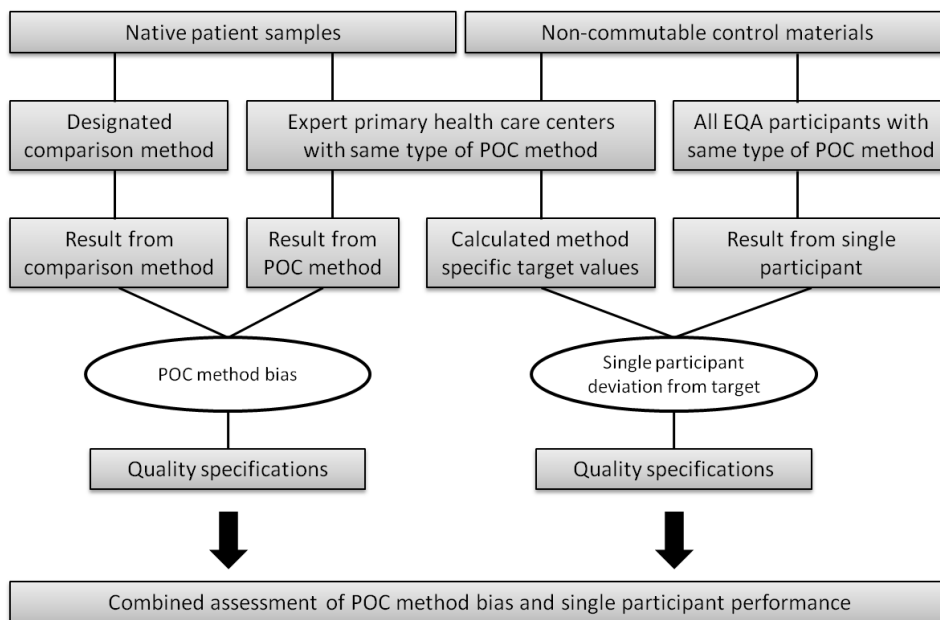 Native patient samples
Non-commutable control materials
Designated
comparison method
Expert primary health care centers
with same type of POC method
All EQA participants with
same type of POC method
Result from
comparison method
Result from
POC method
Calculated method
specific target values
Result from single
participant
POC method bias
Single participant
deviation from target
Quality specifications
Quality specifications
Combined assessment of POC method bias and single participant performance